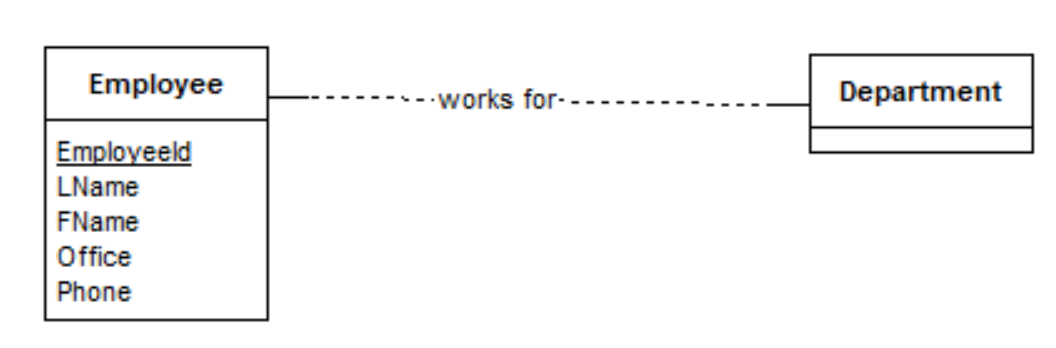 Employee
EmployeeId
LName
FName
Office
Phone
works for
Department